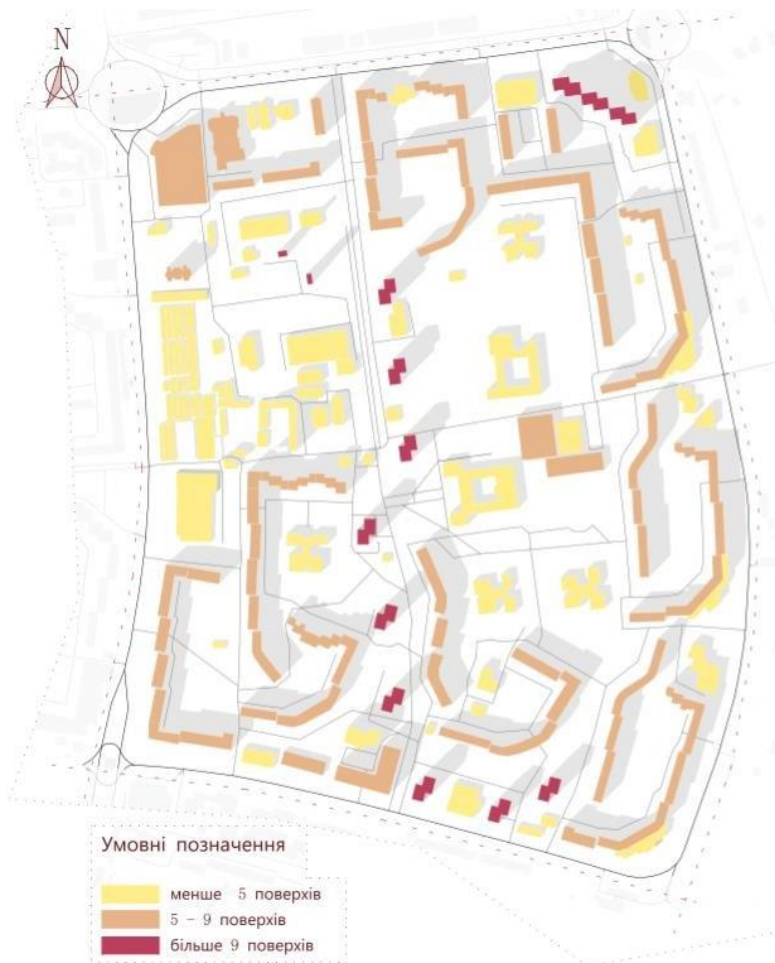 N
Умовні позначення
менше 5 поверхів
5 - 9 поверхів
більше 9 поверхів